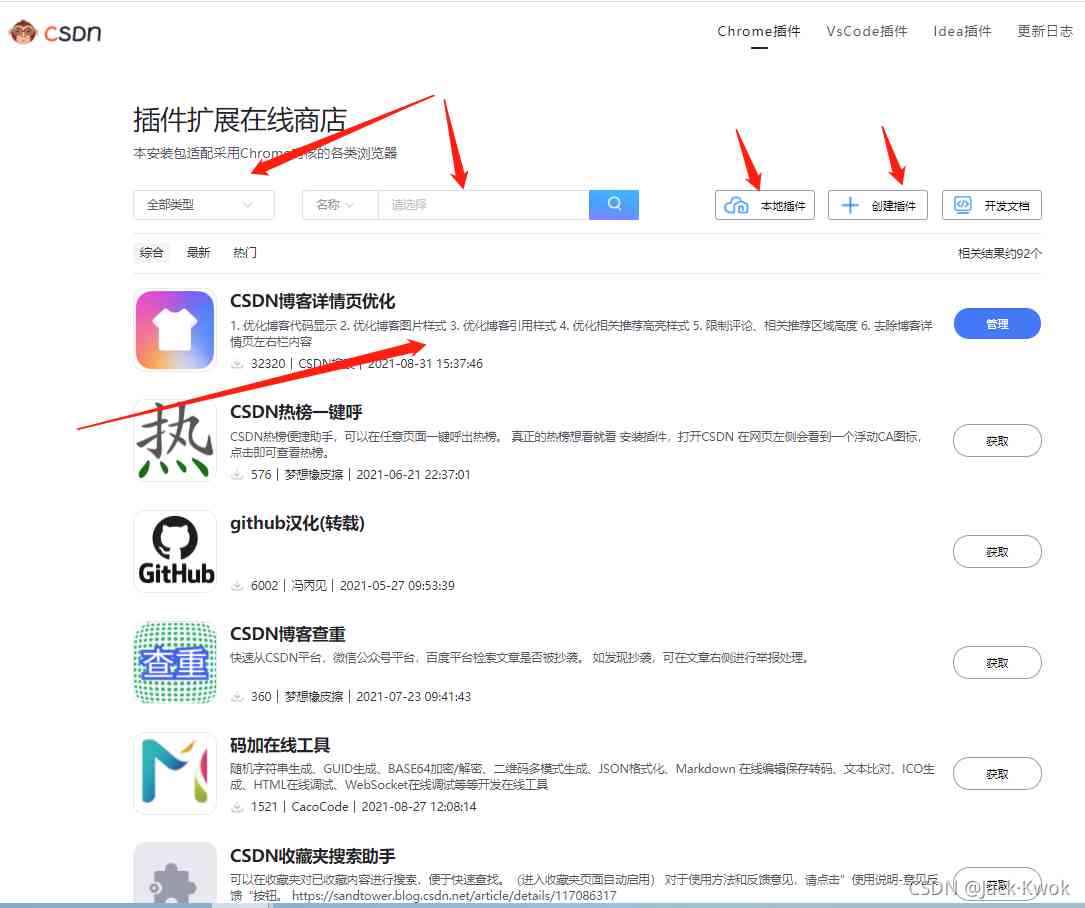 CSDN
Chrome插件 VsCode插件 Idea插件 更新日志
插件扩展在线商店
本安装包适配采用Chrome内核的各类浏览器
全部类型 名称 请选择 本地插件 创建插件 开发文档
综合 最新 热门 相关结果约92个
CSDN博客详情页优化
1. 优化博客代码显示 2. 优化博客图片样式 3. 优化博客引用样式 4. 优化相关推荐高亮样式 5. 限制评论、相关推荐区域高度 6. 去除博客详
情页左右栏内容
管理
32320 | CSDN | 2021-08-31 15:37:46
热
CSDN热榜一键呼
CSDN热榜便捷助手，可以在任意页面一键呼出热榜。 真正的热榜想看就看 安装插件，打开CSDN 在网页左侧会看到一个浮动CA图标，
点击即可查看热榜。
获取
576 | 梦想橡皮擦 | 2021-06-21 22:37:01
GitHub
github汉化(转载)
获取
6002 | 冯丙见 | 2021-05-27 09:53:39
查重
CSDN博客查重
快速从CSDN平台，微信公众号平台，百度平台检索文章是否被抄袭。 如发现抄袭，可在文章右侧进行举报处理。
获取
360 | 梦想橡皮擦 | 2021-07-23 09:41:43
码加在线工具
随机字符串生成、GUID生成、BASE64加密/解密、二维码多模式生成、JSON格式化、Markdown 在线编辑保存转码、文本比对、ICO生
成、HTML在线调试、WebSocket在线调试等等开发在线工具
获取
1521 | CacoCode | 2021-08-27 12:08:14
CSDN收藏夹搜索助手
可以在收藏夹对已收藏内容进行搜索，便于快速查找。（进入收藏夹页面自动启用） 对于使用方法和反馈意见，请点击”使用说明-意见反
馈“按钮。 https://sandtower.blog.csdn.net/article/details/117086317
获取
CSDN @Jack·Kwok